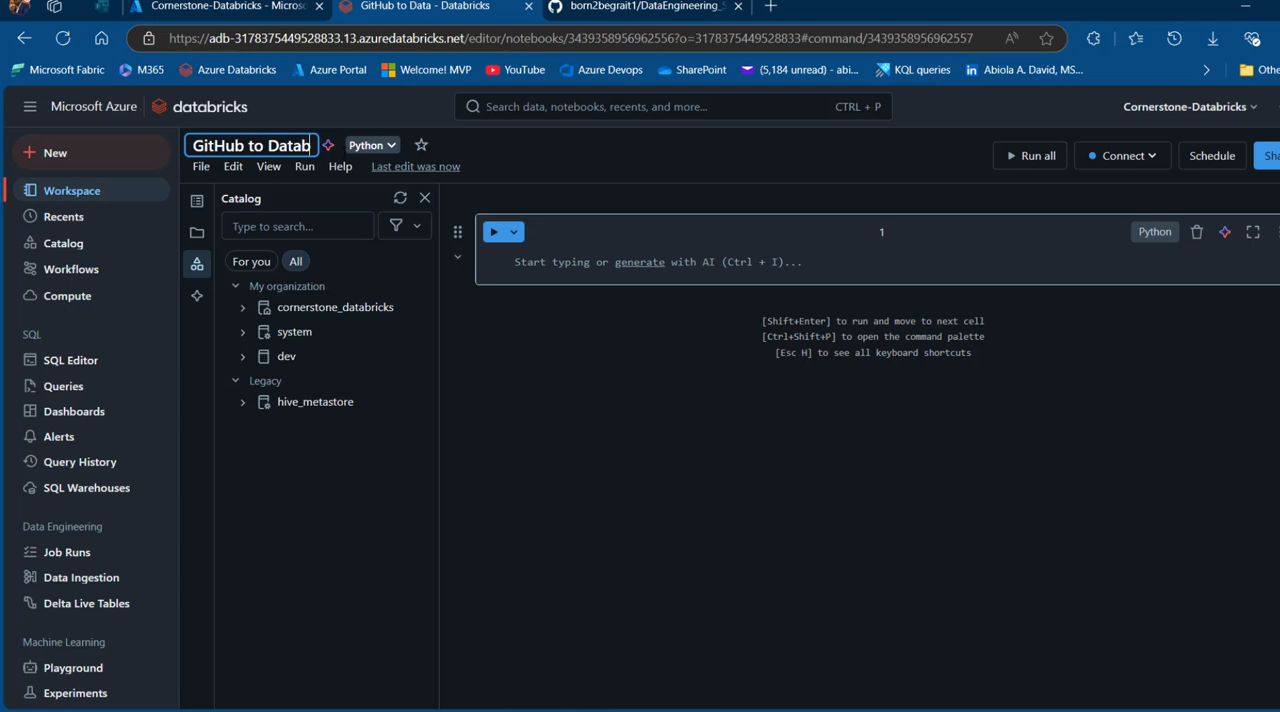 Cornerstone-Databricks - Microso
GitHub to Data - Databricks
born2begrait1/DataEngineering_
https://adb-3178375449528833.13.azuredatabricks.net/editor/notebooks/3439358956962556?o=3178375449528833#command/3439358956962557
Microsoft Fabric
M365
Azure Databricks
Azure Portal
Welcome! MVP
YouTube
Azure Devops
SharePoint
(5,184 unread) - abi...
KQL queries
Abiola A. David, MS...
Othe
Microsoft Azure
databricks
Search data, notebooks, recents, and more...
CTRL + P
Cornerstone-Databricks
New
Workspace
Recents
Catalog
Workflows
Compute
SQL
SQL Editor
Queries
Dashboards
Alerts
Query History
SQL Warehouses
Data Engineering
Job Runs
Data Ingestion
Delta Live Tables
Machine Learning
Playground
Experiments
GitHub to Datab
Python
File Edit View Run Help Last edit was now
Run all
Connect
Schedule
Sha
Catalog
Type to search...
For you
All
My organization
cornerstone_databricks
system
dev
Legacy
hive_metastore
1
Python
Start typing or generate with AI (Ctrl + I)...
[Shift+Enter] to run and move to next cell
[Ctrl+Shift+P] to open the command palette
[Esc H] to see all keyboard shortcuts